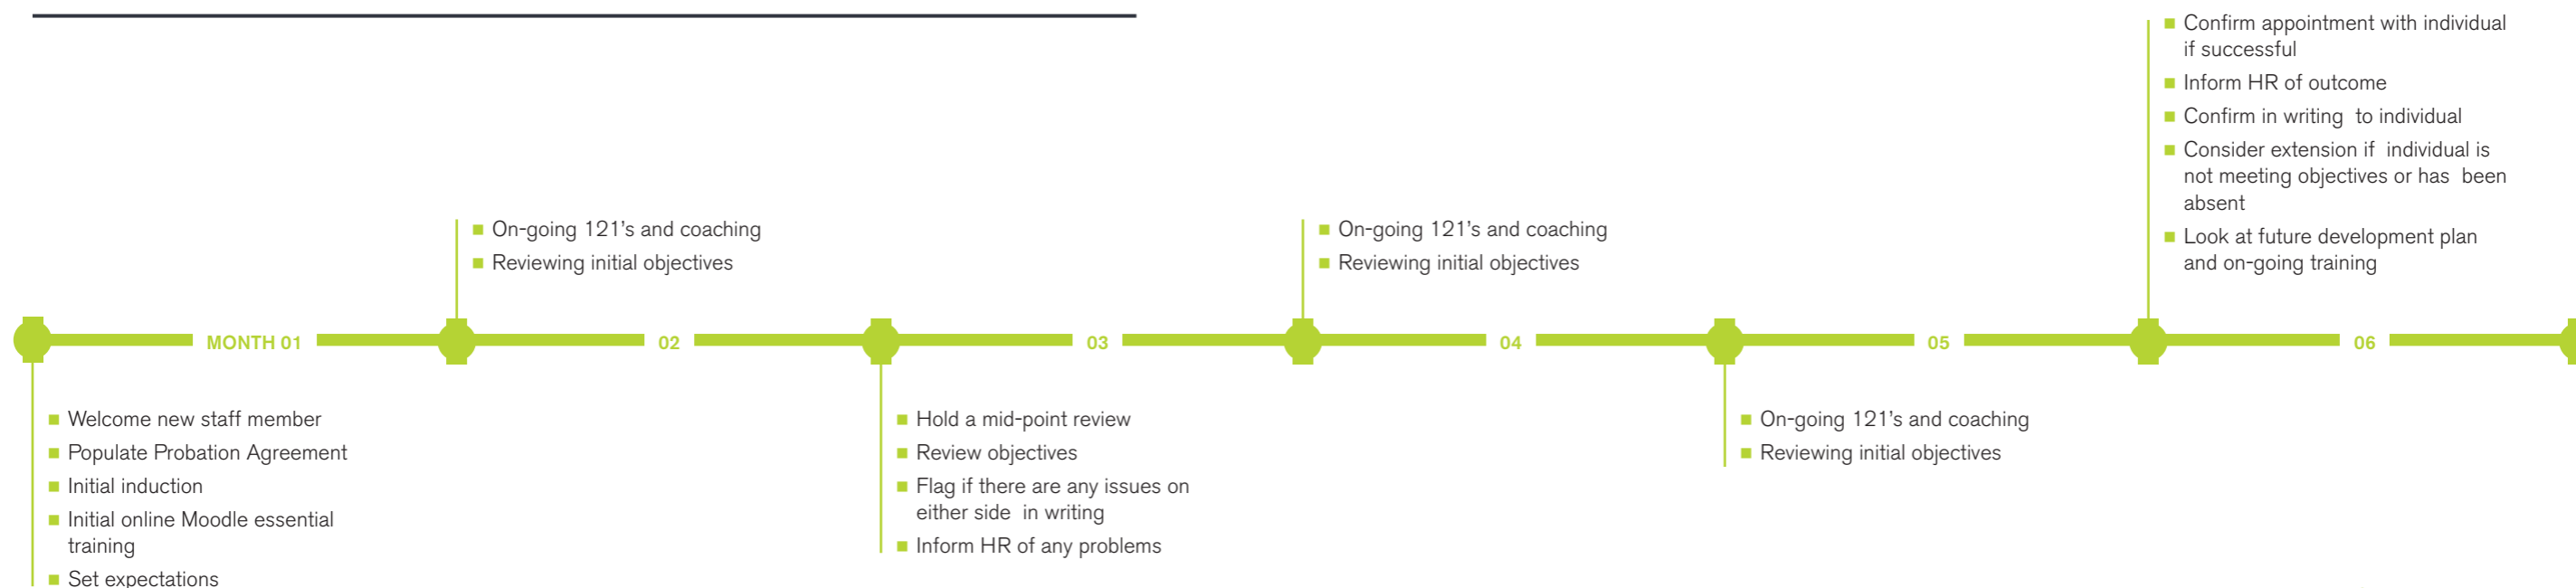 Confirm appointment with individual
if successful
Inform HR of outcome
Confirm in writing  to individual
Consider extension if  individual is
not meeting objectives or has  been
absent
Look at future development plan
and on-going training
On-going 121's and coaching
Reviewing initial objectives
On-going 121's and coaching
Reviewing initial objectives
MONTH 01
02
03
04
05
06
Welcome new staff member
Populate Probation Agreement
Initial induction
Initial online Moodle essential
training
Set expectations
Hold a mid-point review
Review objectives
Flag if there are any issues on
either side  in writing
Inform HR of any problems
On-going 121's and coaching
Reviewing initial objectives